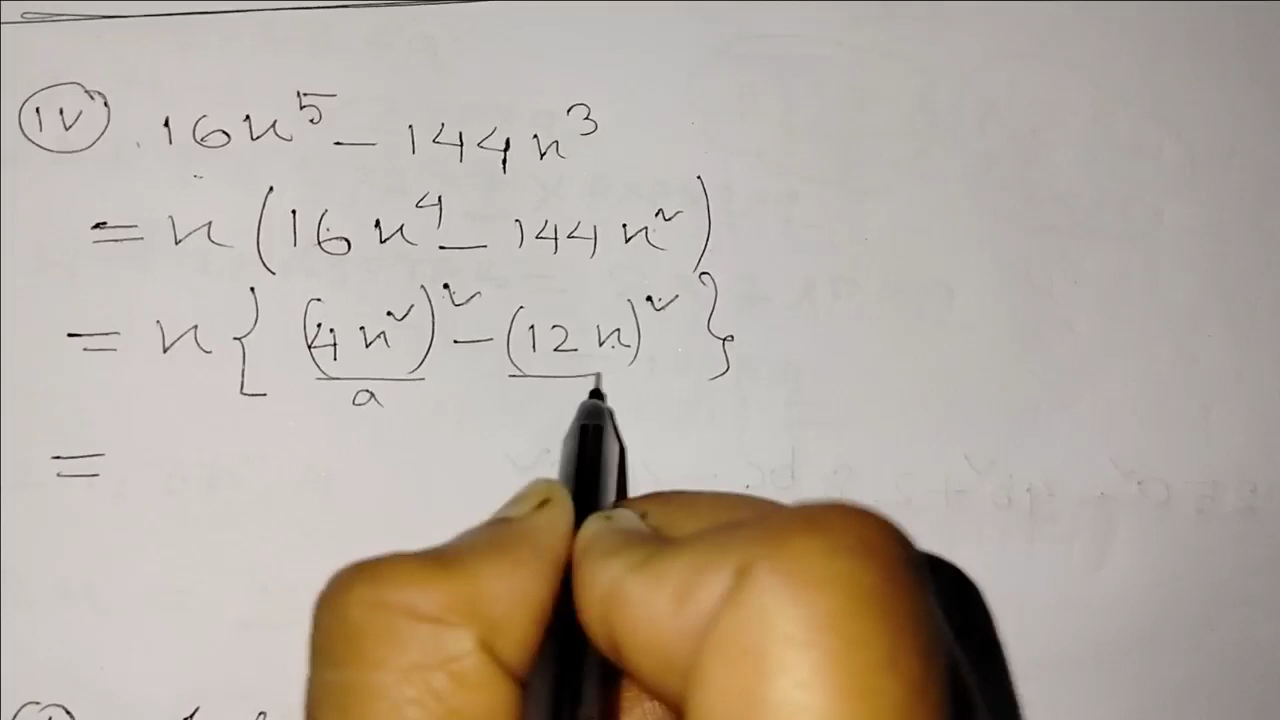 (iv) 16x⁵ - 144x³
= x (16x⁴ - 144x²)
= x { (4x²)² - (12x)² }
a
=